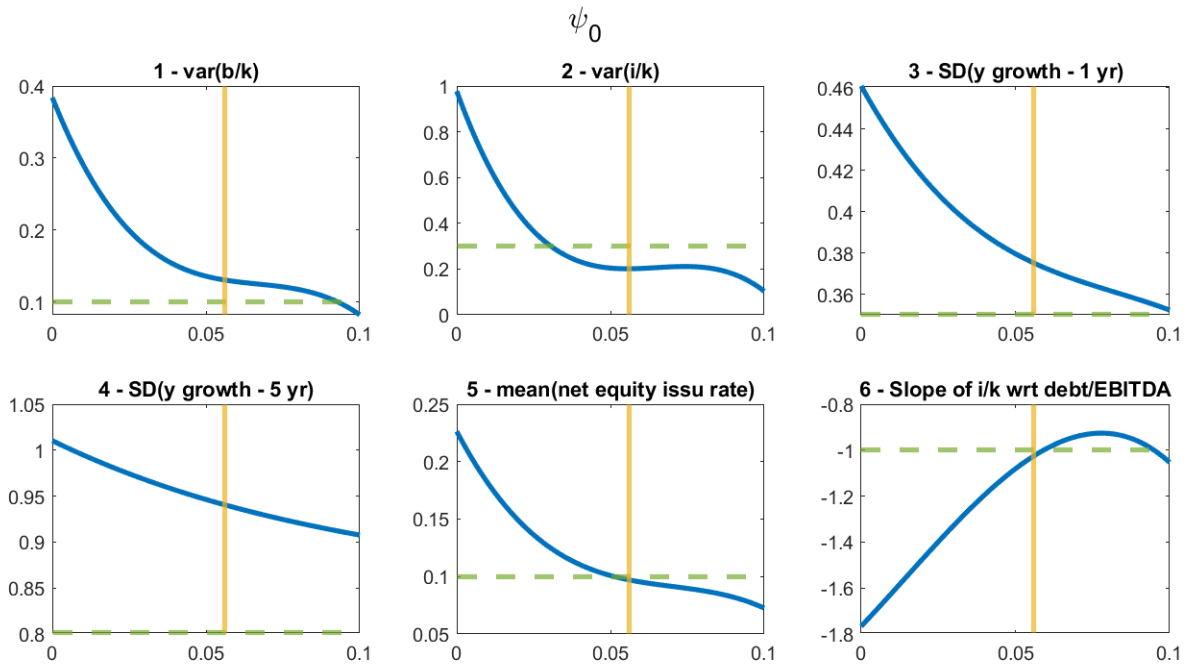 ψ0
1 - var(b/k)
0.4
0.3
0.2
0.1
0 0.05 0.1
2 - var(i/k)
1
0.8
0.6
0.4
0.2
0
0 0.05 0.1
3 - SD(y growth - 1 yr)
0.46
0.44
0.42
0.4
0.38
0.36
0 0.05 0.1
4 - SD(y growth - 5 yr)
1.05
1
0.95
0.9
0.85
0.8
0 0.05 0.1
5 - mean(net equity issu rate)
0.25
0.2
0.15
0.1
0.05
0 0.05 0.1
6 - Slope of i/k wrt debt/EBITDA
-0.8
-1
-1.2
-1.4
-1.6
-1.8
0 0.05 0.1